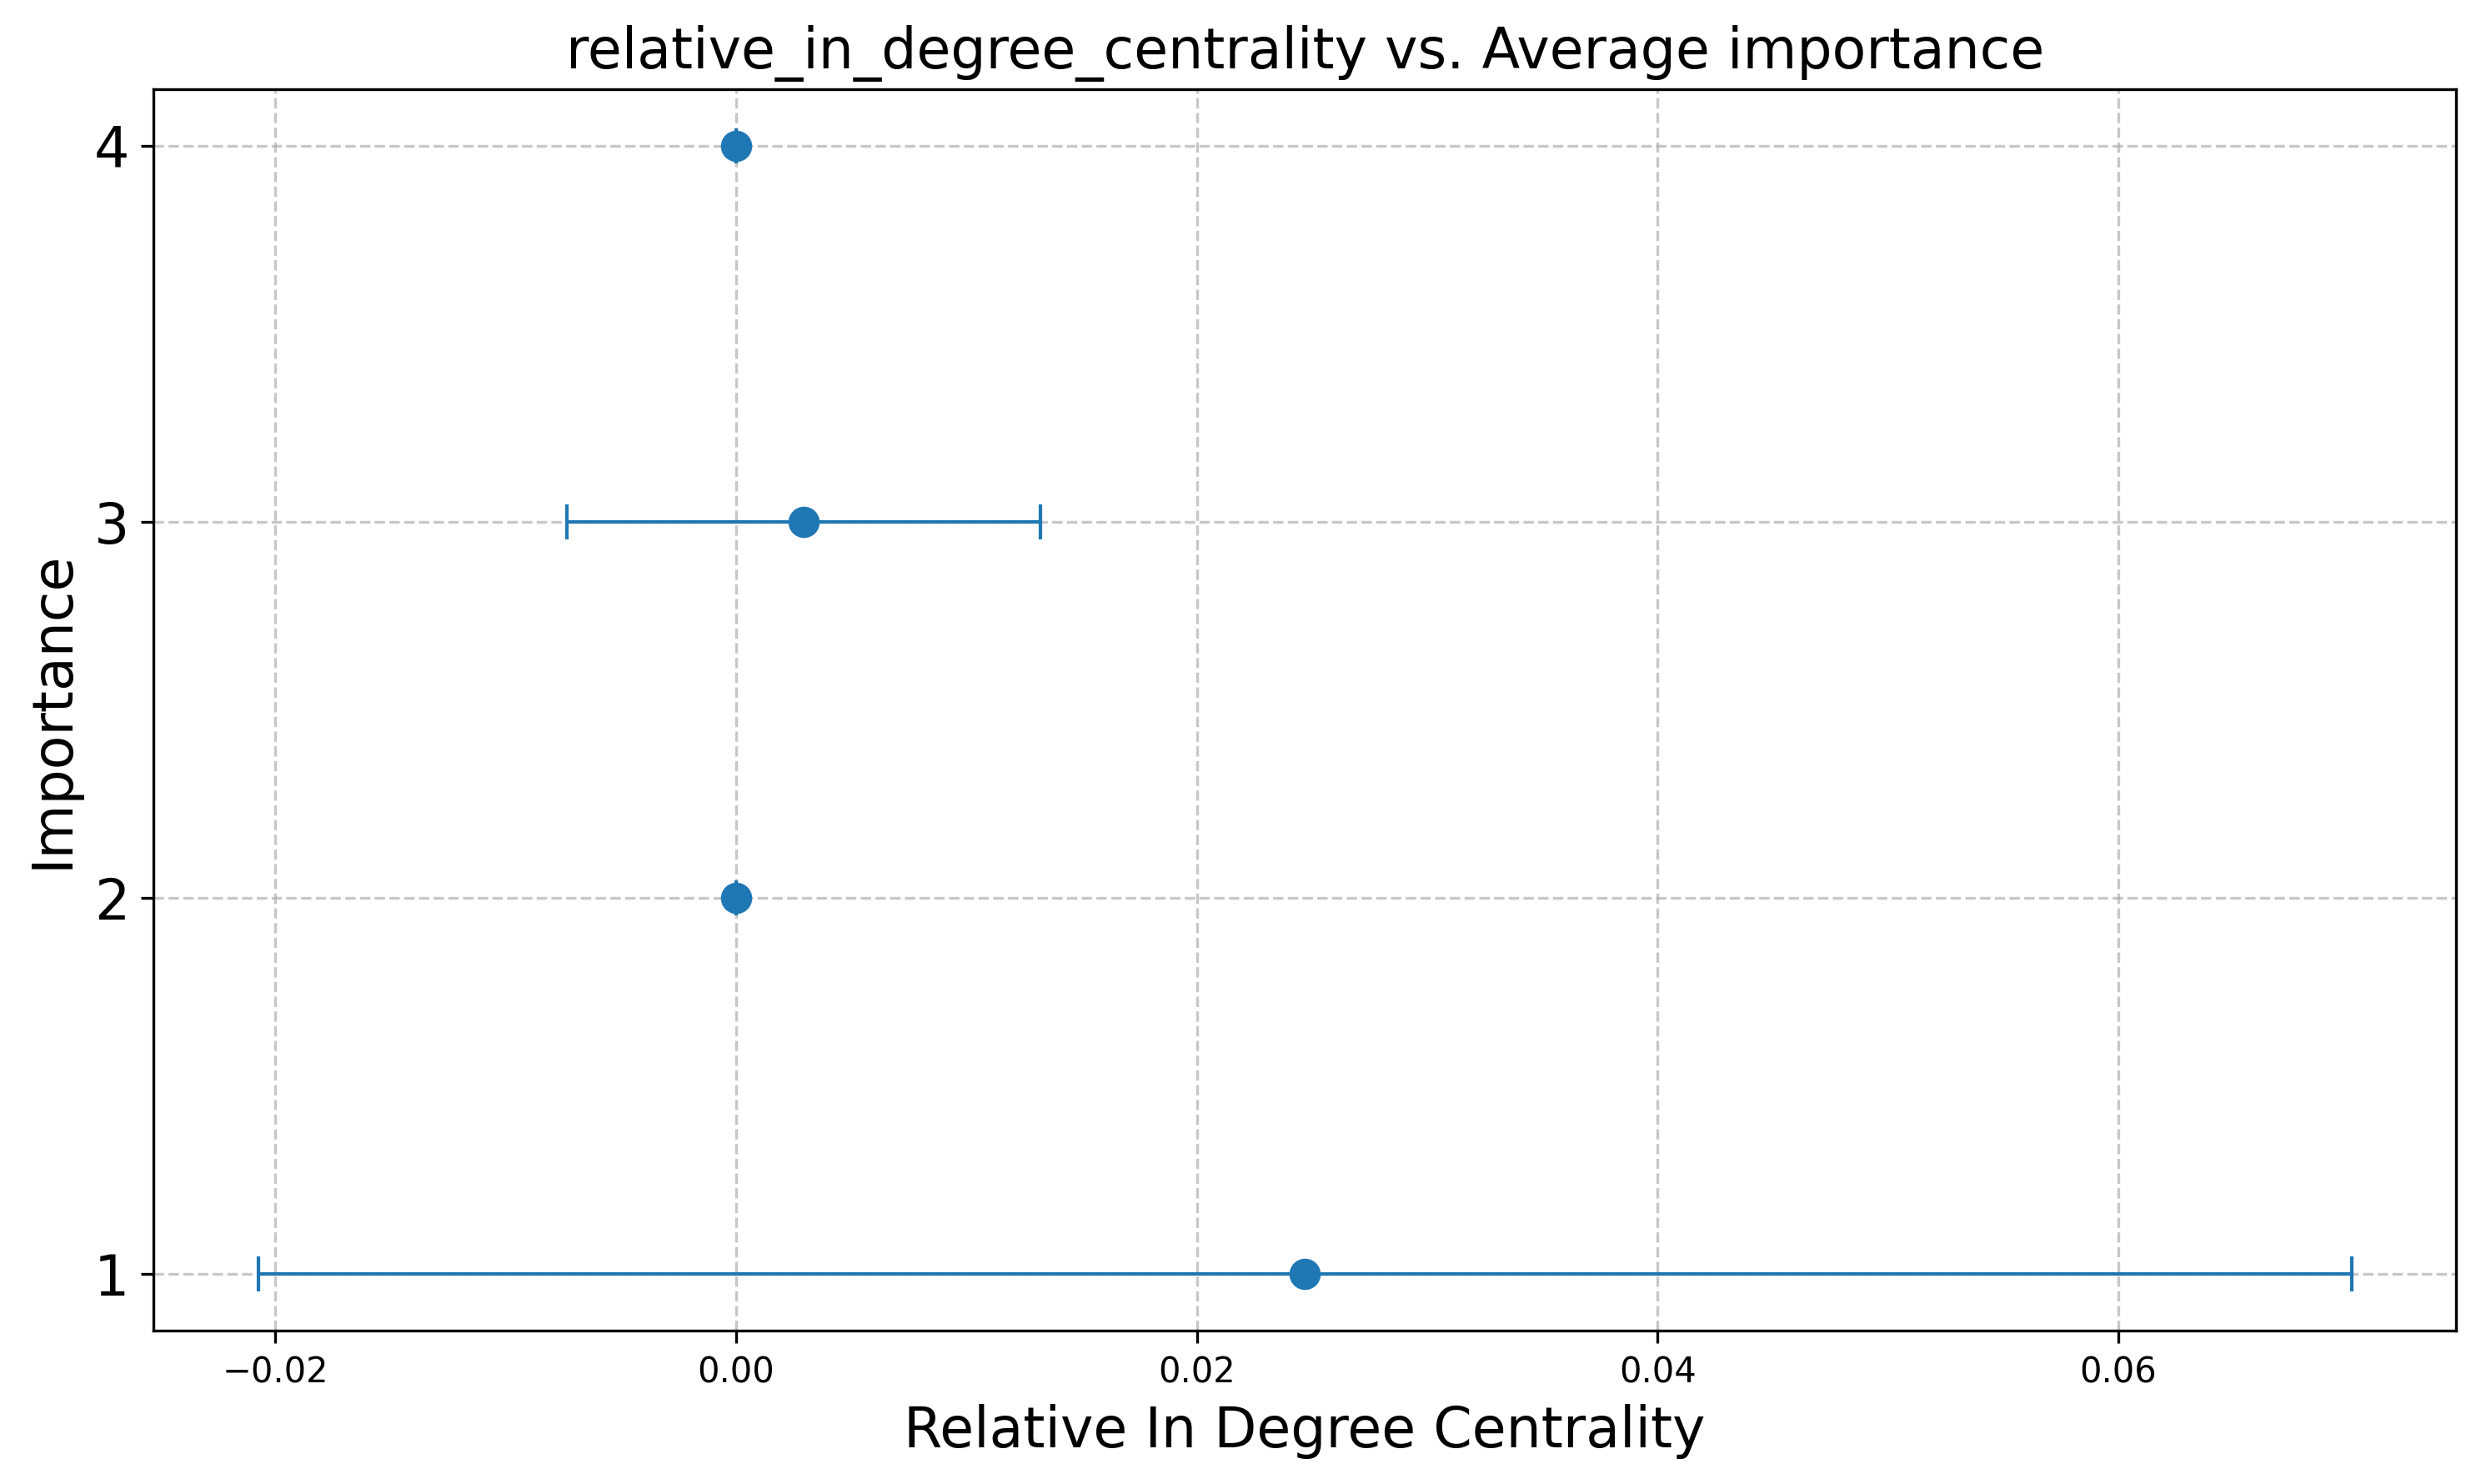 relative_in_degree_centrality vs. Average importance
4
3
2
1
Importance
−0.02 0.00 0.02 0.04 0.06
Relative In Degree Centrality